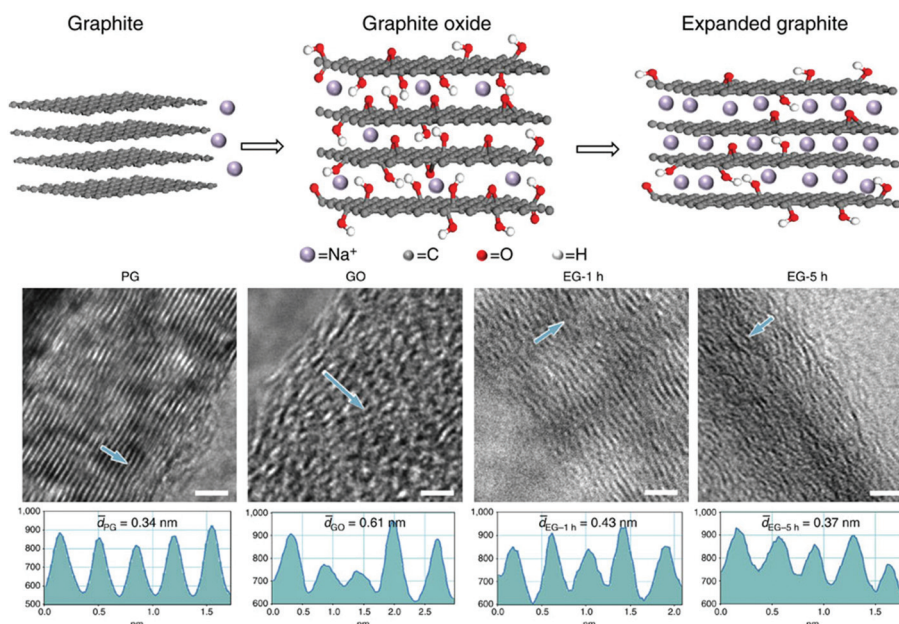 Graphite
Graphite oxide
Expanded graphite
=Na⁺ =C =O =H
PG
GO
EG-1 h
EG-5 h
d̅PG = 0.34 nm
d̅GO = 0.61 nm
d̅EG–1 h = 0.43 nm
d̅EG–5 h = 0.37 nm
1,000
900
800
700
600
500
0.0 0.5 1.0 1.5
nm
900
800
700
600
0.0 0.5 1.0 1.5 2.0 2.5
nm
1,000
900
800
700
600
0.0 0.5 1.0 1.5 2.0
nm
1,000
900
800
700
600
0.0 0.5 1.0 1.5
nm